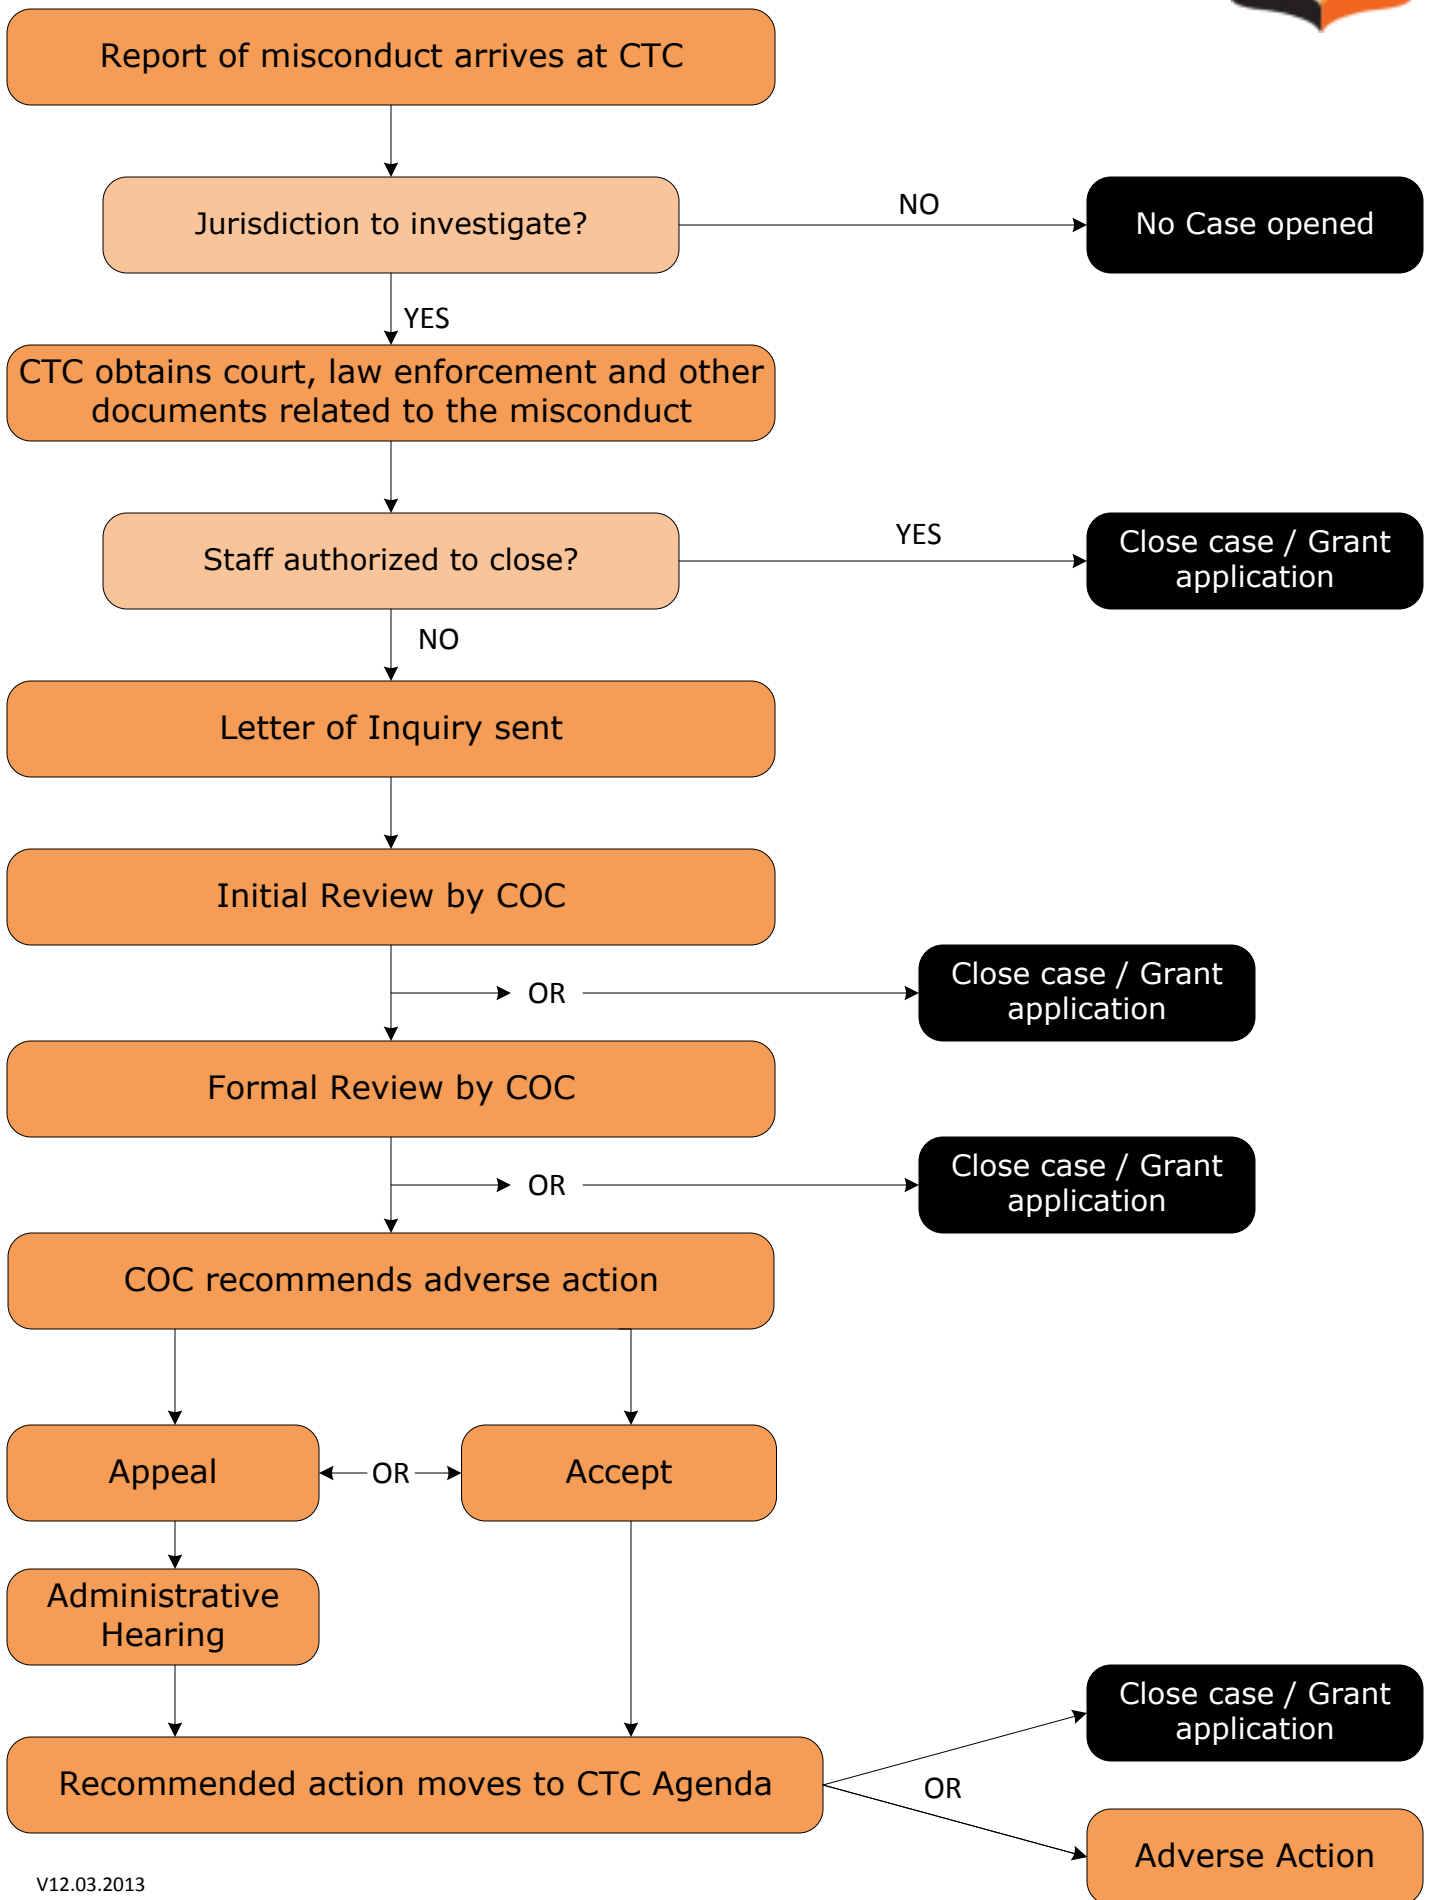 Report of misconduct arrives at CTC
Jurisdiction to investigate?
NO
No Case opened
YES
CTC obtains court, law enforcement and other
documents related to the misconduct
Staff authorized to close?
YES
Close case / Grant
application
NO
Letter of Inquiry sent
Initial Review by COC
OR
Close case / Grant
application
Formal Review by COC
OR
Close case / Grant
application
COC recommends adverse action
Appeal
OR
Accept
Administrative
Hearing
Close case / Grant
application
Recommended action moves to CTC Agenda
OR
Adverse Action
V12.03.2013